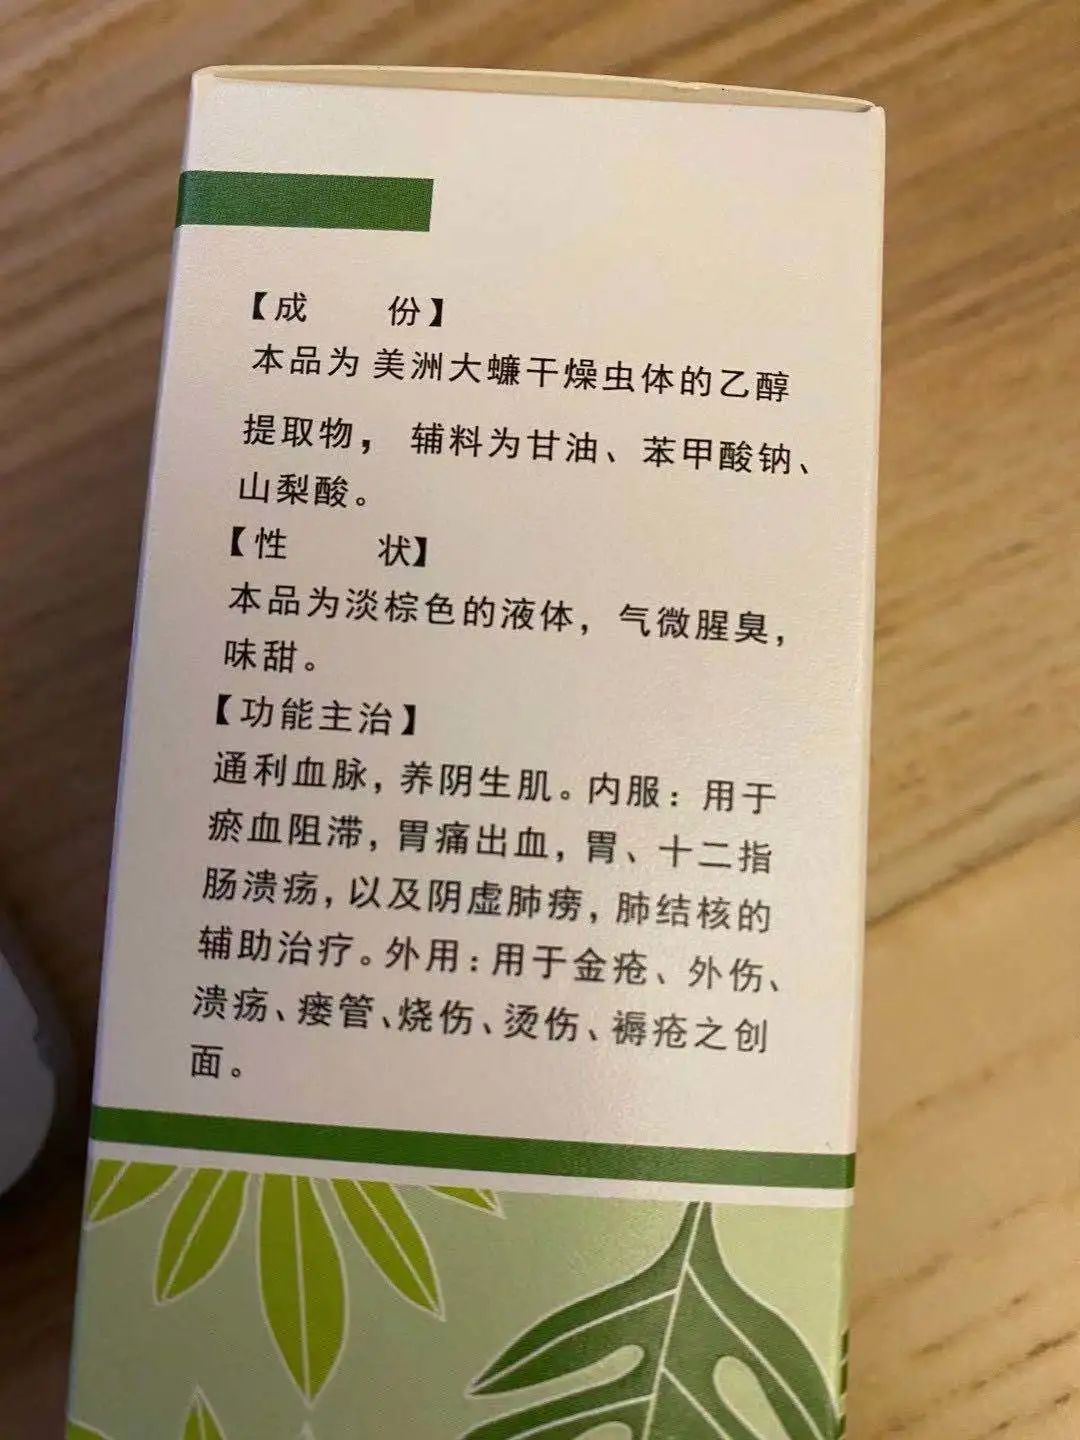 【成 份】
本品为 美洲大蠊干燥虫体的乙醇
提取物， 辅料为甘油、苯甲酸钠、
山梨酸。
【性 状】
本品为淡棕色的液体，气微腥臭，
味甜。
【功能主治】
通利血脉，养阴生肌。内服：用于
瘀血阻滞，胃痛出血，胃、十二指
肠溃疡，以及阴虚肺痨，肺结核的
辅助治疗。外用：用于金疮、外伤、
溃疡、瘘管、烧伤、烫伤、褥疮之创
面。